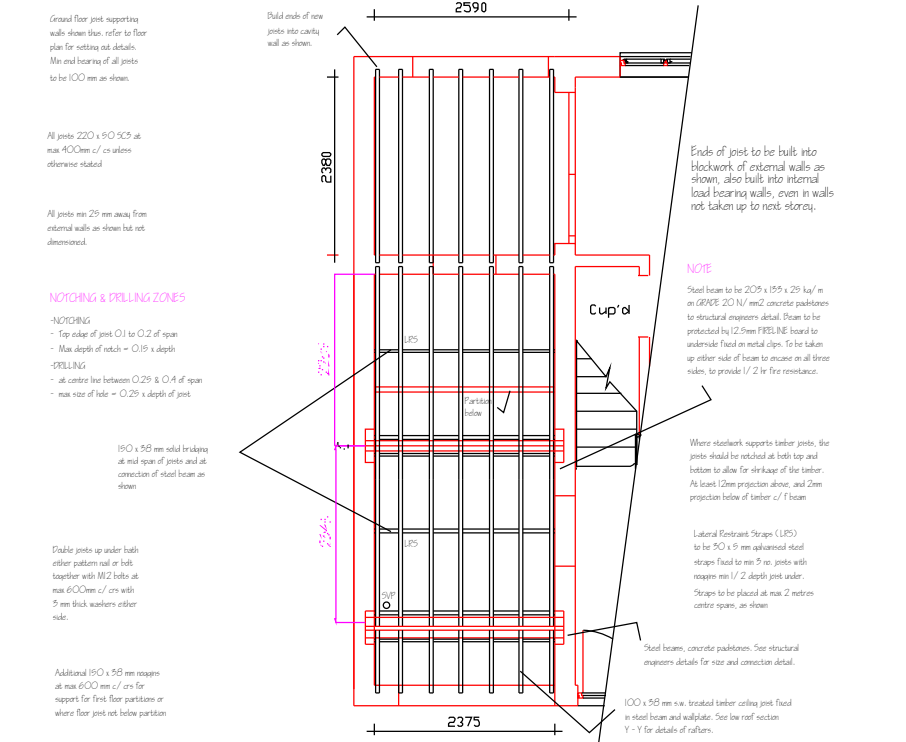 Ground floor joist supporting
walls shown thus. refer to floor
plan for setting out details.
Min end bearing of all joists
to be 100 mm as shown.
All joists 220 x 50 SC3 at
max 400mm c/ cs unless
otherwise stated
All joists min 25 mm away from
external walls as shown but not
dimensioned.
NOTCHING & DRILLING ZONES
-NOTCHING
- Top edge of joist 0.1 to 0.2 of span
- Max depth of notch = 0.15 x depth
-DRILLING
- at centre line between 0.25 & 0.4 of span
- max size of hole = 0.25 x depth of joist
150 x 38 mm solid bridging
at mid span of joists and at
connection of steel beam as
shown
Double joists up under bath
either pattern nail or bolt
together with M12 bolts at
max 600mm c/ crs with
3 mm thick washers either
side.
Additional 150 x 38 mm noggins
at max 600 mm c/ crs for
support for first floor partitions or
where floor joist not below partition
Build ends of new
joists into cavity
wall as shown.
2590
2380
LRS
Partition
below
LRS
SVP
2375
Cup'd
Ends of joist to be built into
blockwork of external walls as
shown, also built into internal
load bearing walls, even in walls
not taken up to next storey.
NOTE
Steel beam to be 203 x 133 x 25 kg/ m
on GRADE 20 N/ mm2 concrete padstones
to structural engineers detail. Beam to be
protected by 12.5mm FIRELINE board to
underside fixed on metal clips. To be taken
up either side of beam to encase on all three
sides, to provide 1/ 2 hr fire resistance.
Where steelwork supports timber joists, the
joists should be notched at both top and
bottom to allow for shrikage of the timber.
At least 12mm projection above, and 2mm
projection below of timber c/ f beam
Lateral Restraint Straps (LRS)
to be 30 x 5 mm galvanised steel
straps fixed to min 3 no. joists with
noggins min 1/ 2 depth joist under.
Straps to be placed at max 2 metres
centre spans, as shown
Steel beams, concrete padstones. See structural
engineers details for size and connection detail.
100 x 38 mm s.w. treated timber ceiling joist fixed
in steel beam and wallplate. See low roof section
Y - Y for details of rafters.